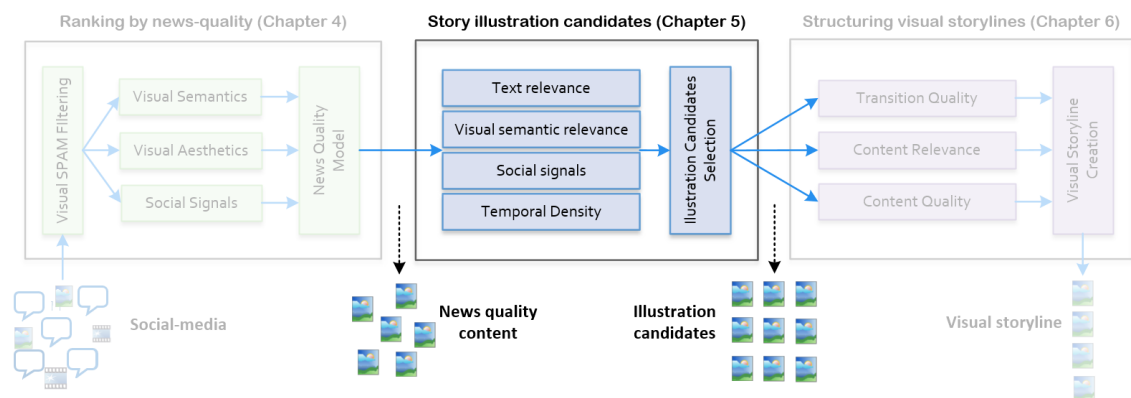 Ranking by news-quality (Chapter 4)
Visual SPAM Filtering
Visual Semantics
Visual Aesthetics
Social Signals
News Quality
Model
Social-media
Story illustration candidates (Chapter 5)
Text relevance
Visual semantic relevance
Social signals
Temporal Density
Illustration Candidates
Selection
News quality
content
Illustration
candidates
Structuring visual storylines (Chapter 6)
Transition Quality
Content Relevance
Content Quality
Visual Storyline
Creation
Visual storyline